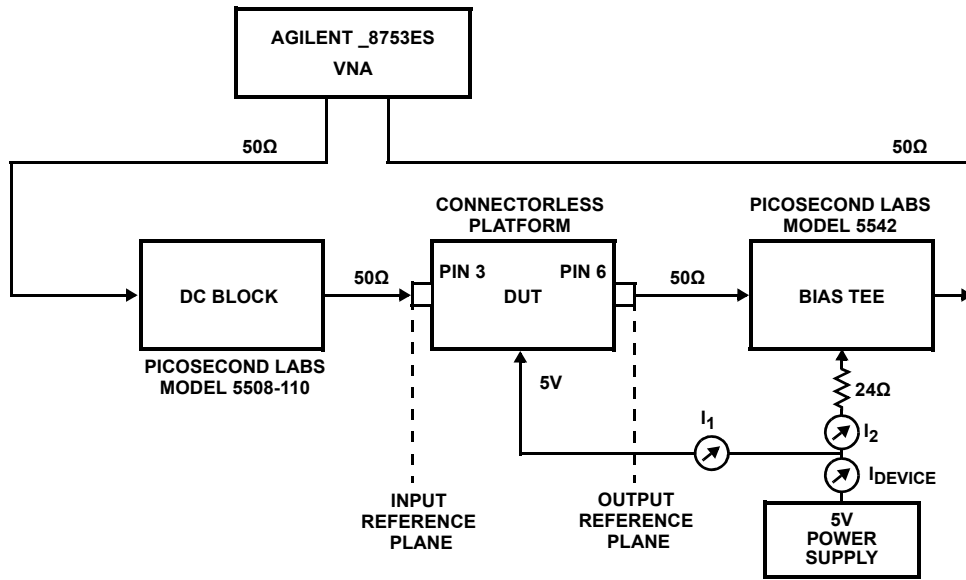 AGILENT _8753ES
VNA
50Ω
50Ω
CONNECTORLESS
PLATFORM
PICOSECOND LABS
MODEL 5542
DC BLOCK
50Ω
PIN 3
PIN 6
DUT
50Ω
BIAS TEE
PICOSECOND LABS
MODEL 5508-110
5V
24Ω
I1
I2
IDEVICE
INPUT
REFERENCE
PLANE
OUTPUT
REFERENCE
PLANE
5V
POWER
SUPPLY